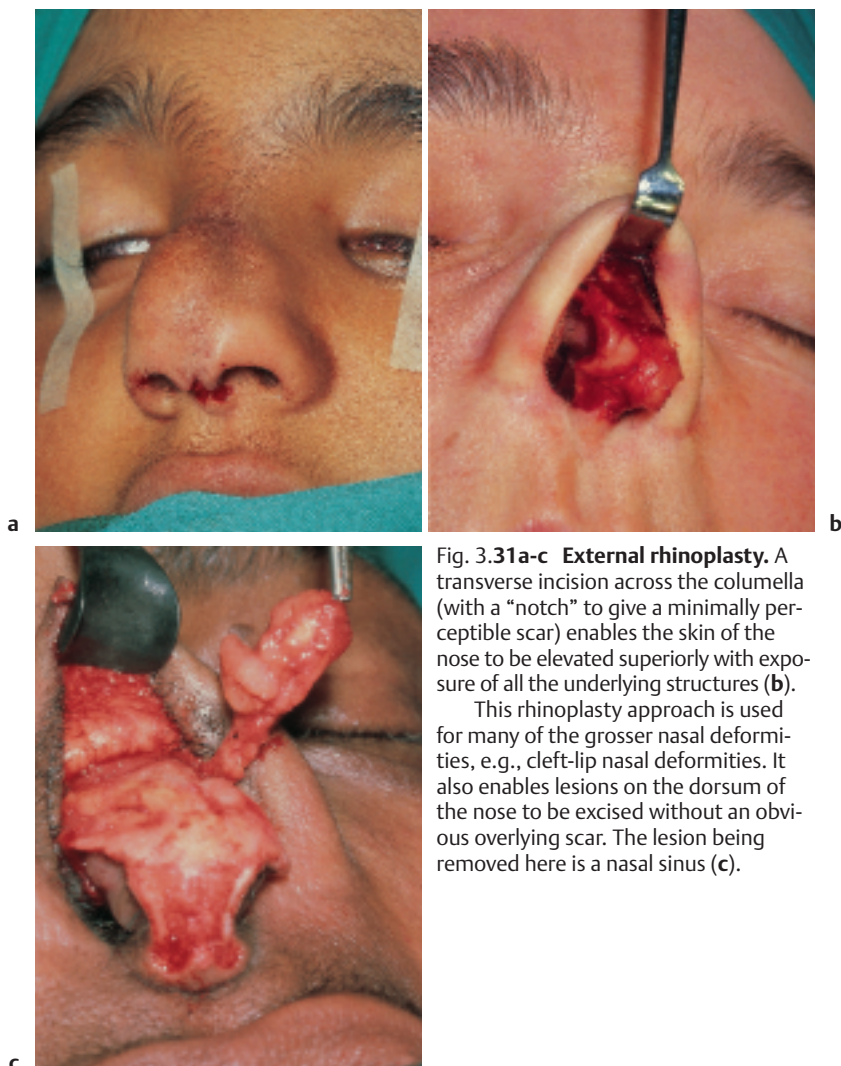 a
b
c
Fig. 3.31a-c External rhinoplasty. A
transverse incision across the columella
(with a “notch” to give a minimally per-
ceptible scar) enables the skin of the
nose to be elevated superiorly with expo-
sure of all the underlying structures (b).
This rhinoplasty approach is used
for many of the grosser nasal deformi-
ties, e.g., cleft-lip nasal deformities. It
also enables lesions on the dorsum of
the nose to be excised without an obvi-
ous overlying scar. The lesion being
removed here is a nasal sinus (c).